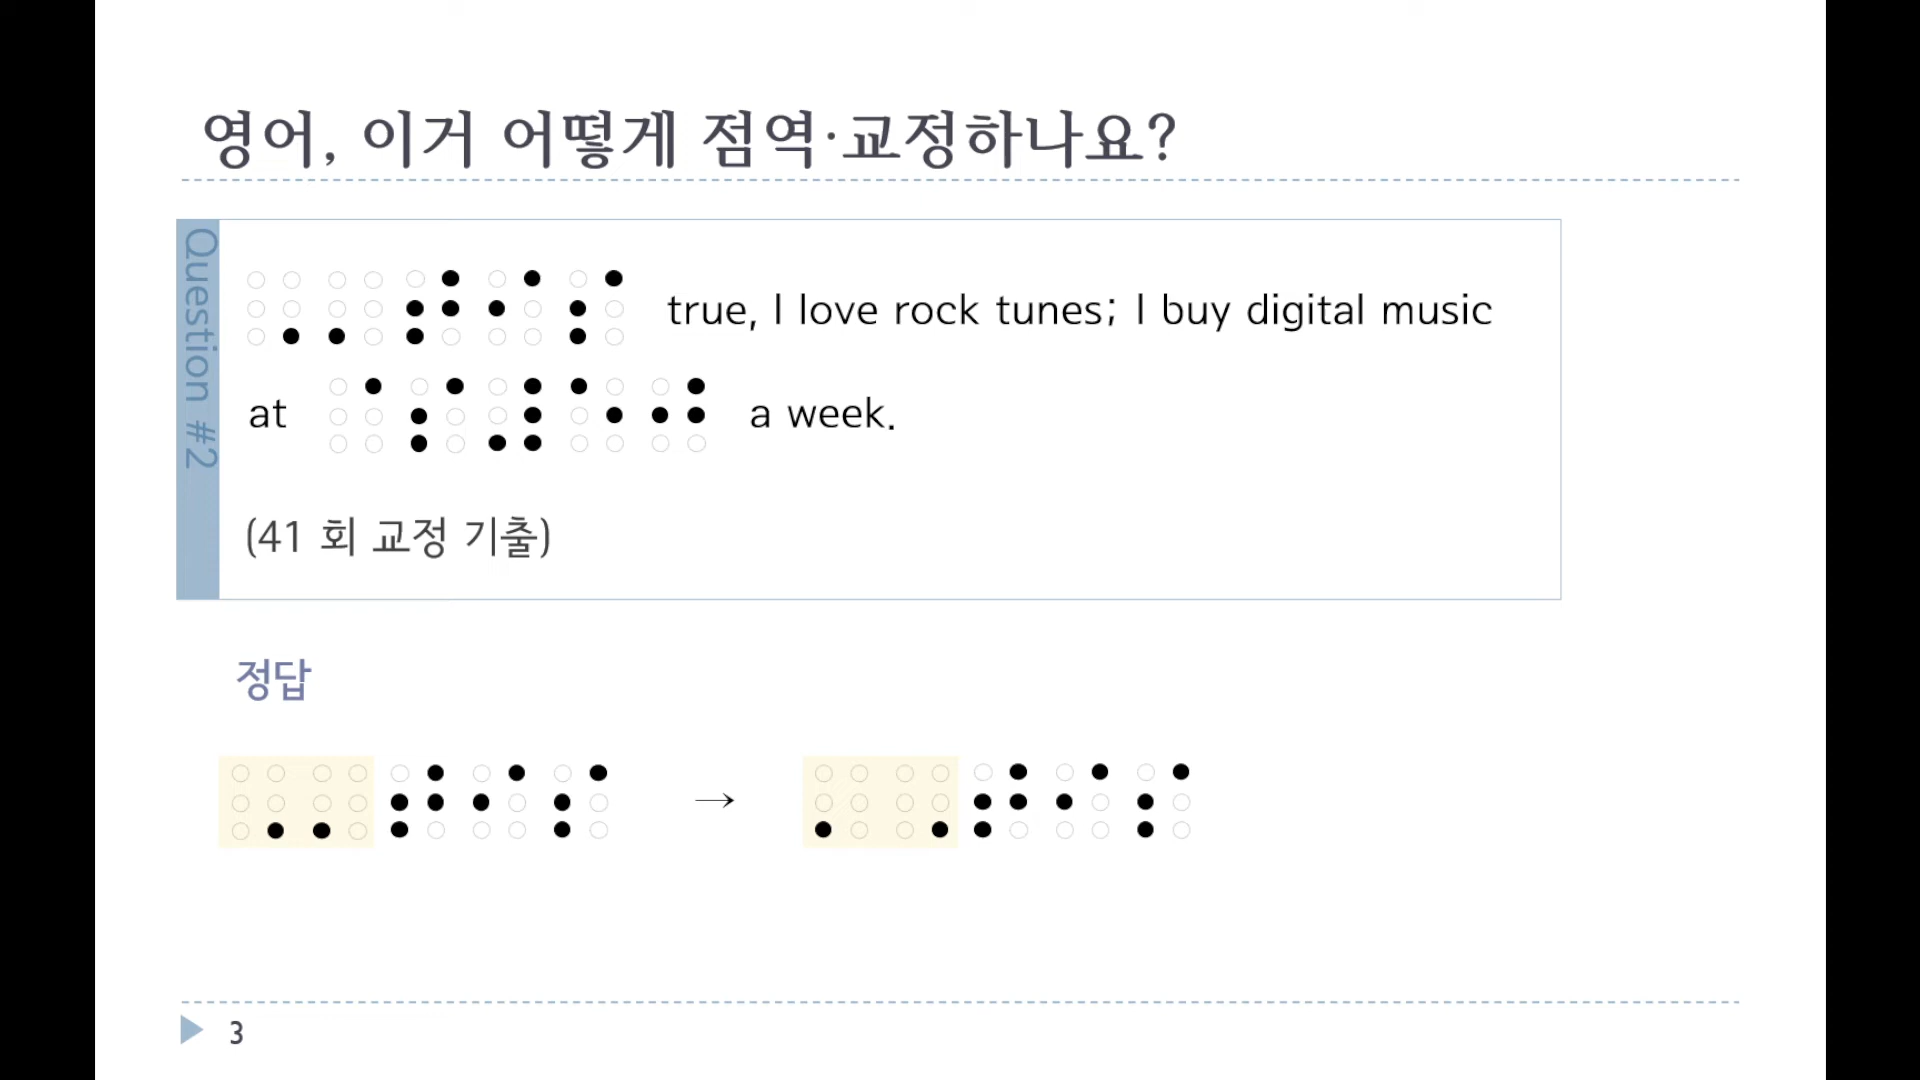 영어, 이거 어떻게 점역·교정하나요?
Question #2
⠠⠄⠞⠊⠎ true, I love rock tunes; I buy digital music
at ⠈⠎⠼⠑⠚ a week.
(41 회 교정 기출)
정답
⠠⠄⠞⠊⠎ → ⠄⠠⠞⠊⠎
3